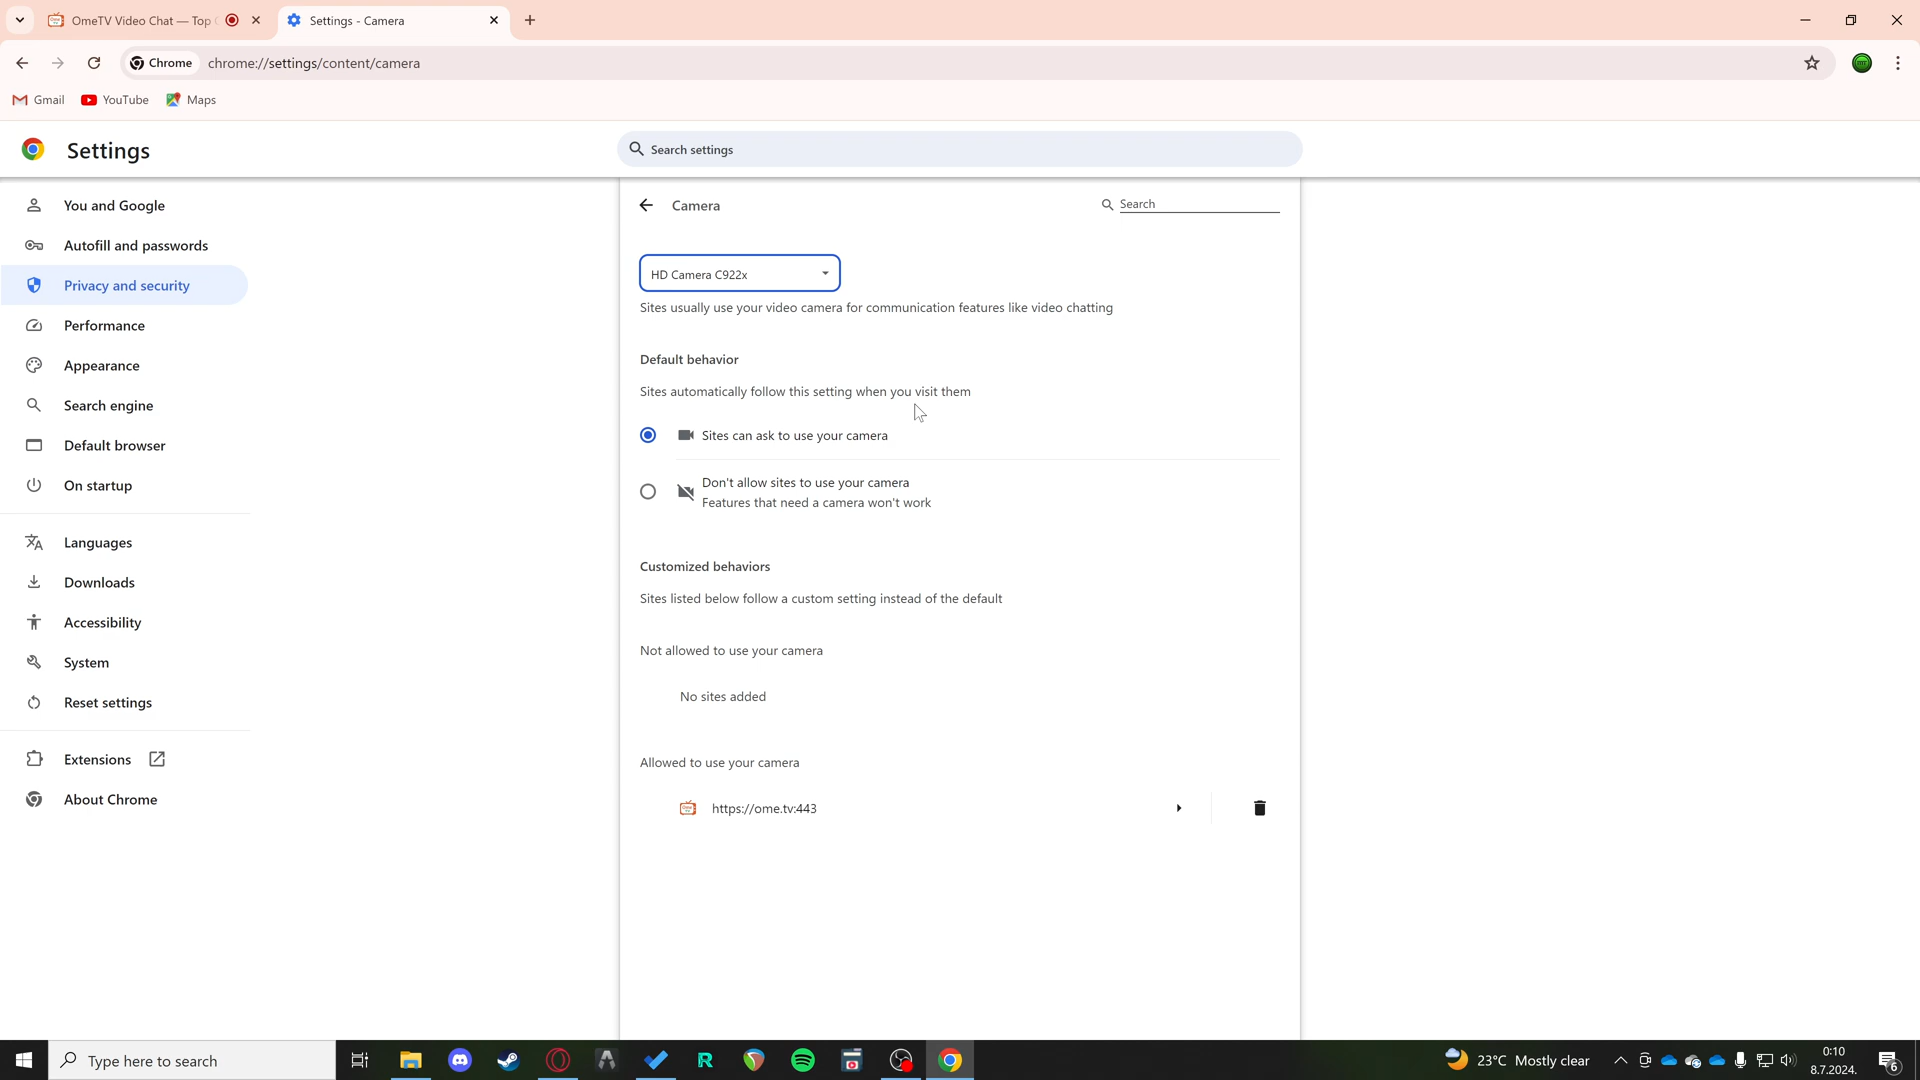 OmeTV Video Chat — Top
Settings - Camera
Chrome
chrome://settings/content/camera
Gmail
YouTube
Maps
Settings
Search settings
You and Google
Autofill and passwords
Privacy and security
Performance
Appearance
Search engine
Default browser
On startup
Languages
Downloads
Accessibility
System
Reset settings
Extensions
About Chrome
Camera
Search
HD Camera C922x
Sites usually use your video camera for communication features like video chatting
Default behavior
Sites automatically follow this setting when you visit them
Sites can ask to use your camera
Don't allow sites to use your camera
Features that need a camera won't work
Customized behaviors
Sites listed below follow a custom setting instead of the default
Not allowed to use your camera
No sites added
Allowed to use your camera
https://ome.tv:443
Type here to search
23°C Mostly clear
0:10
8.7.2024.
6